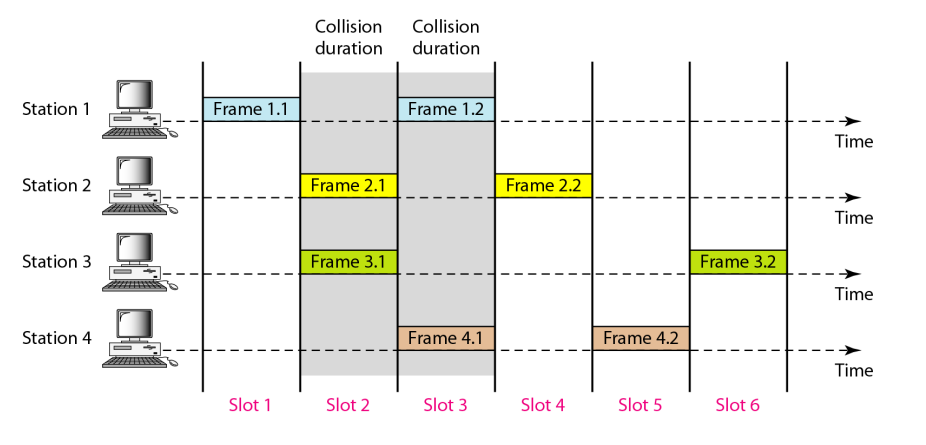 Collision Collision
duration duration
Station 1 Frame 1.1 Frame 1.2
Time
Station 2 Frame 2.1 Frame 2.2
Time
Station 3 Frame 3.1 Frame 3.2
Time
Station 4 Frame 4.1 Frame 4.2
Time
Slot 1 Slot 2 Slot 3 Slot 4 Slot 5 Slot 6